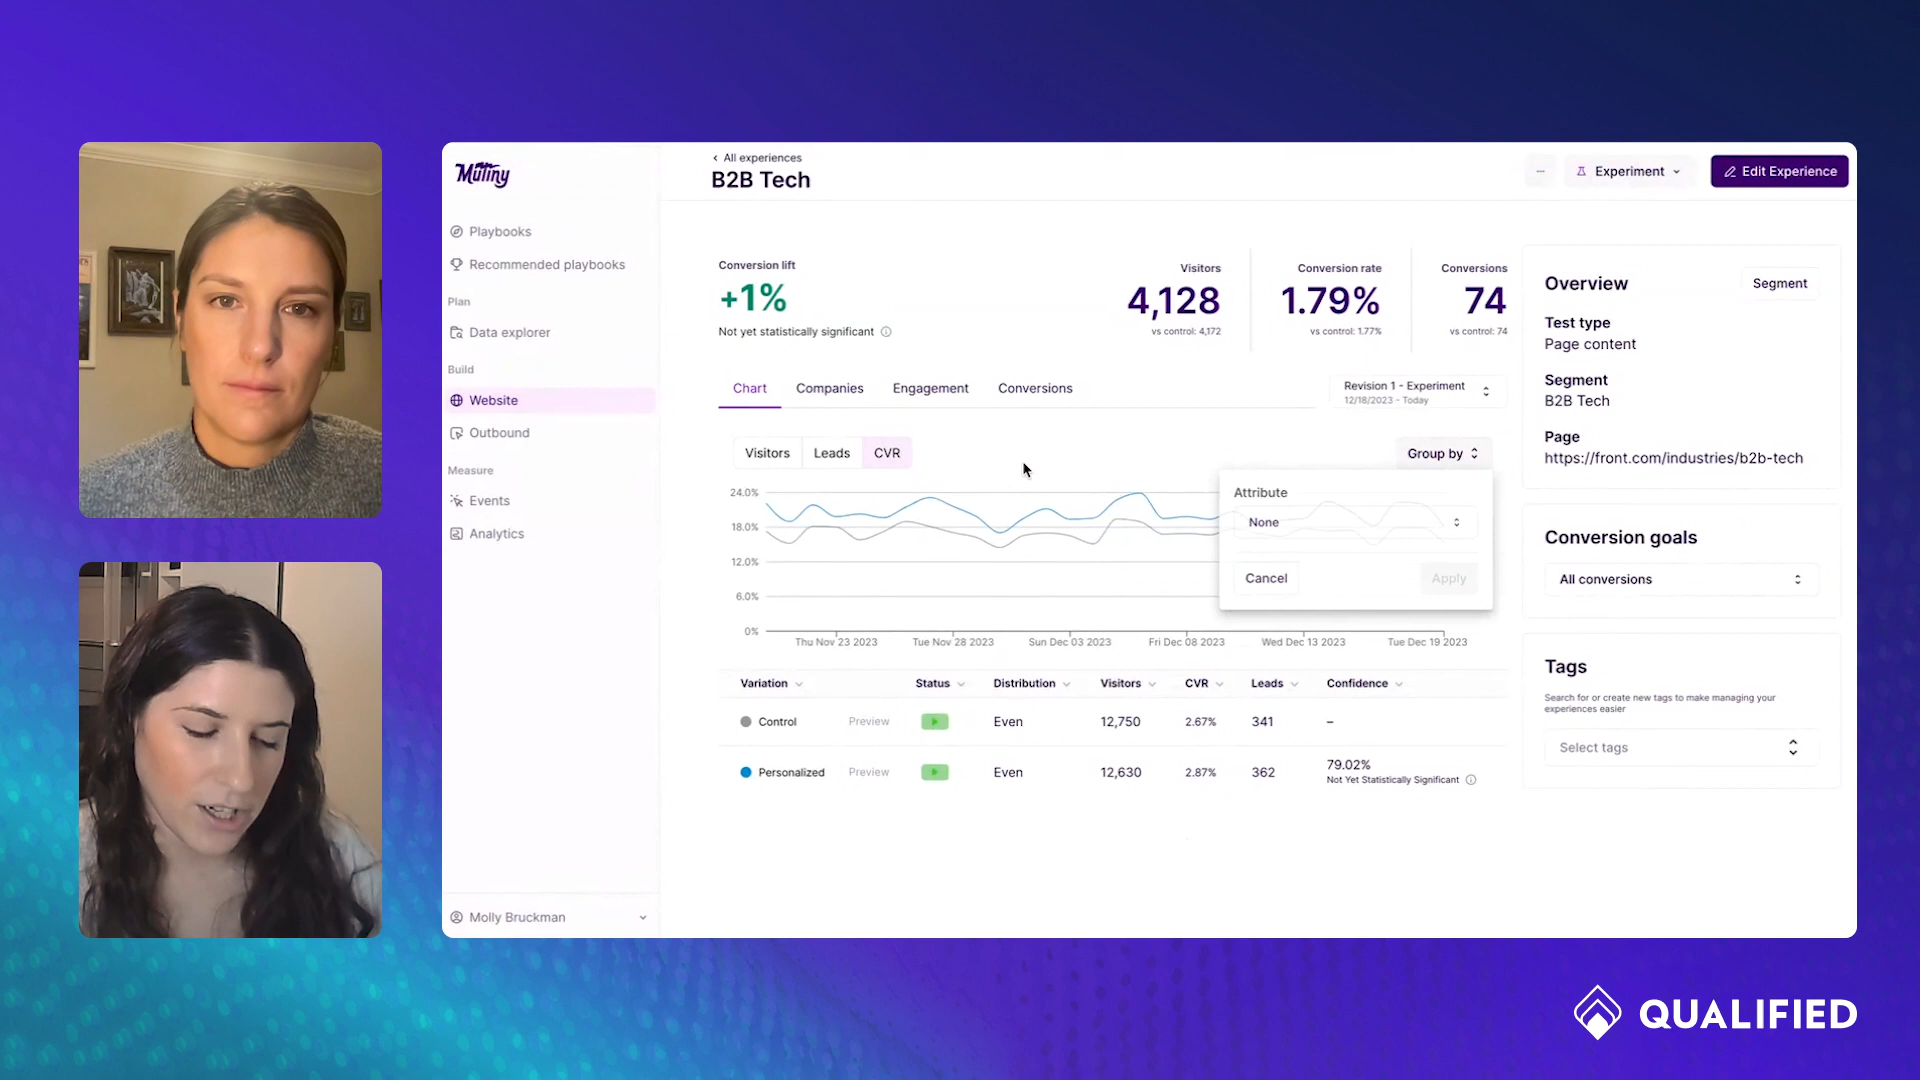 Mutiny
Playbooks
Recommended playbooks
Plan
Data explorer
Build
Website
Outbound
Measure
Events
Analytics
Molly Bruckman
All experiences
B2B Tech
Experiment
Edit Experience
Conversion lift
+1%
Not yet statistically significant
Visitors
4,128
vs control: 4,172
Conversion rate
1.79%
vs control: 1.77%
Conversions
74
vs control: 74
Chart Companies Engagement Conversions
Revision 1 - Experiment
12/18/2023 - Today
Visitors Leads CVR
Group by
Attribute
None
Cancel Apply
24.0%
18.0%
12.0%
6.0%
0%
Thu Nov 23 2023 Tue Nov 28 2023 Sun Dec 03 2023 Fri Dec 08 2023 Wed Dec 13 2023 Tue Dec 19 2023
Variation Status Distribution Visitors CVR Leads Confidence
Control Preview Even 12,750 2.67% 341 –
Personalized Preview Even 12,630 2.87% 362 79.02%
Not Yet Statistically Significant
Overview
Segment
Test type
Page content
Segment
B2B Tech
Page
https://front.com/industries/b2b-tech
Conversion goals
All conversions
Tags
Search for or create new tags to make managing your
experiences easier
Select tags
QUALIFIED